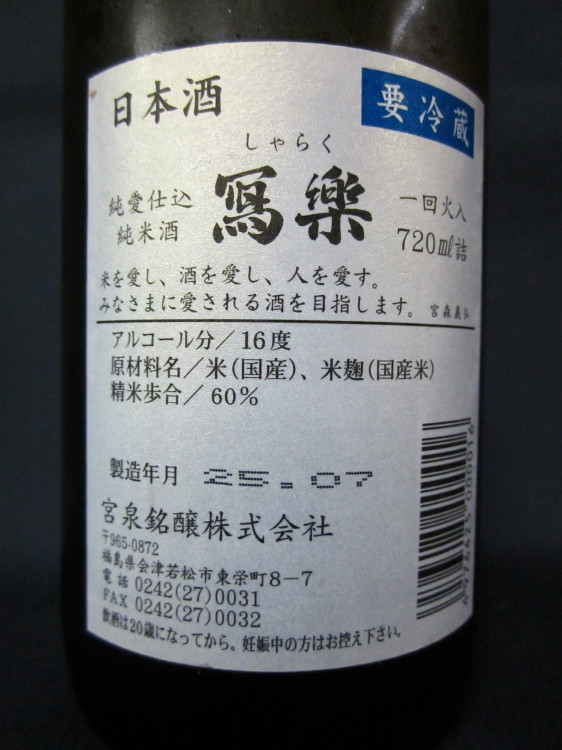 日本酒
要冷蔵
しゃらく
純愛仕込
純米酒
寫樂
一回火入
720ml詰
米を愛し、酒を愛し、人を愛す。
みなさまに愛される酒を目指します。 宮森義弘
アルコール分／16度
原材料名／米(国産)、米麹(国産米)
精米歩合／60%
製造年月 25.07
宮泉銘醸株式会社
〒965-0872
福島県会津若松市東栄町8－7
電話 0242(27)0031
FAX 0242(27)0032
飲酒は20歳になってから。妊娠中の方はお控え下さい。